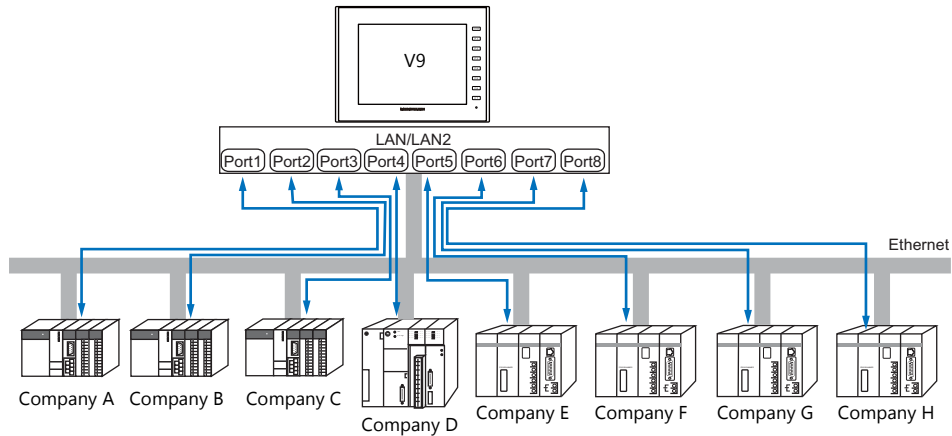 V9
LAN/LAN2
Port1 Port2 Port3 Port4 Port5 Port6 Port7 Port8
Ethernet
Company A Company B Company C Company D Company E Company F Company G Company H